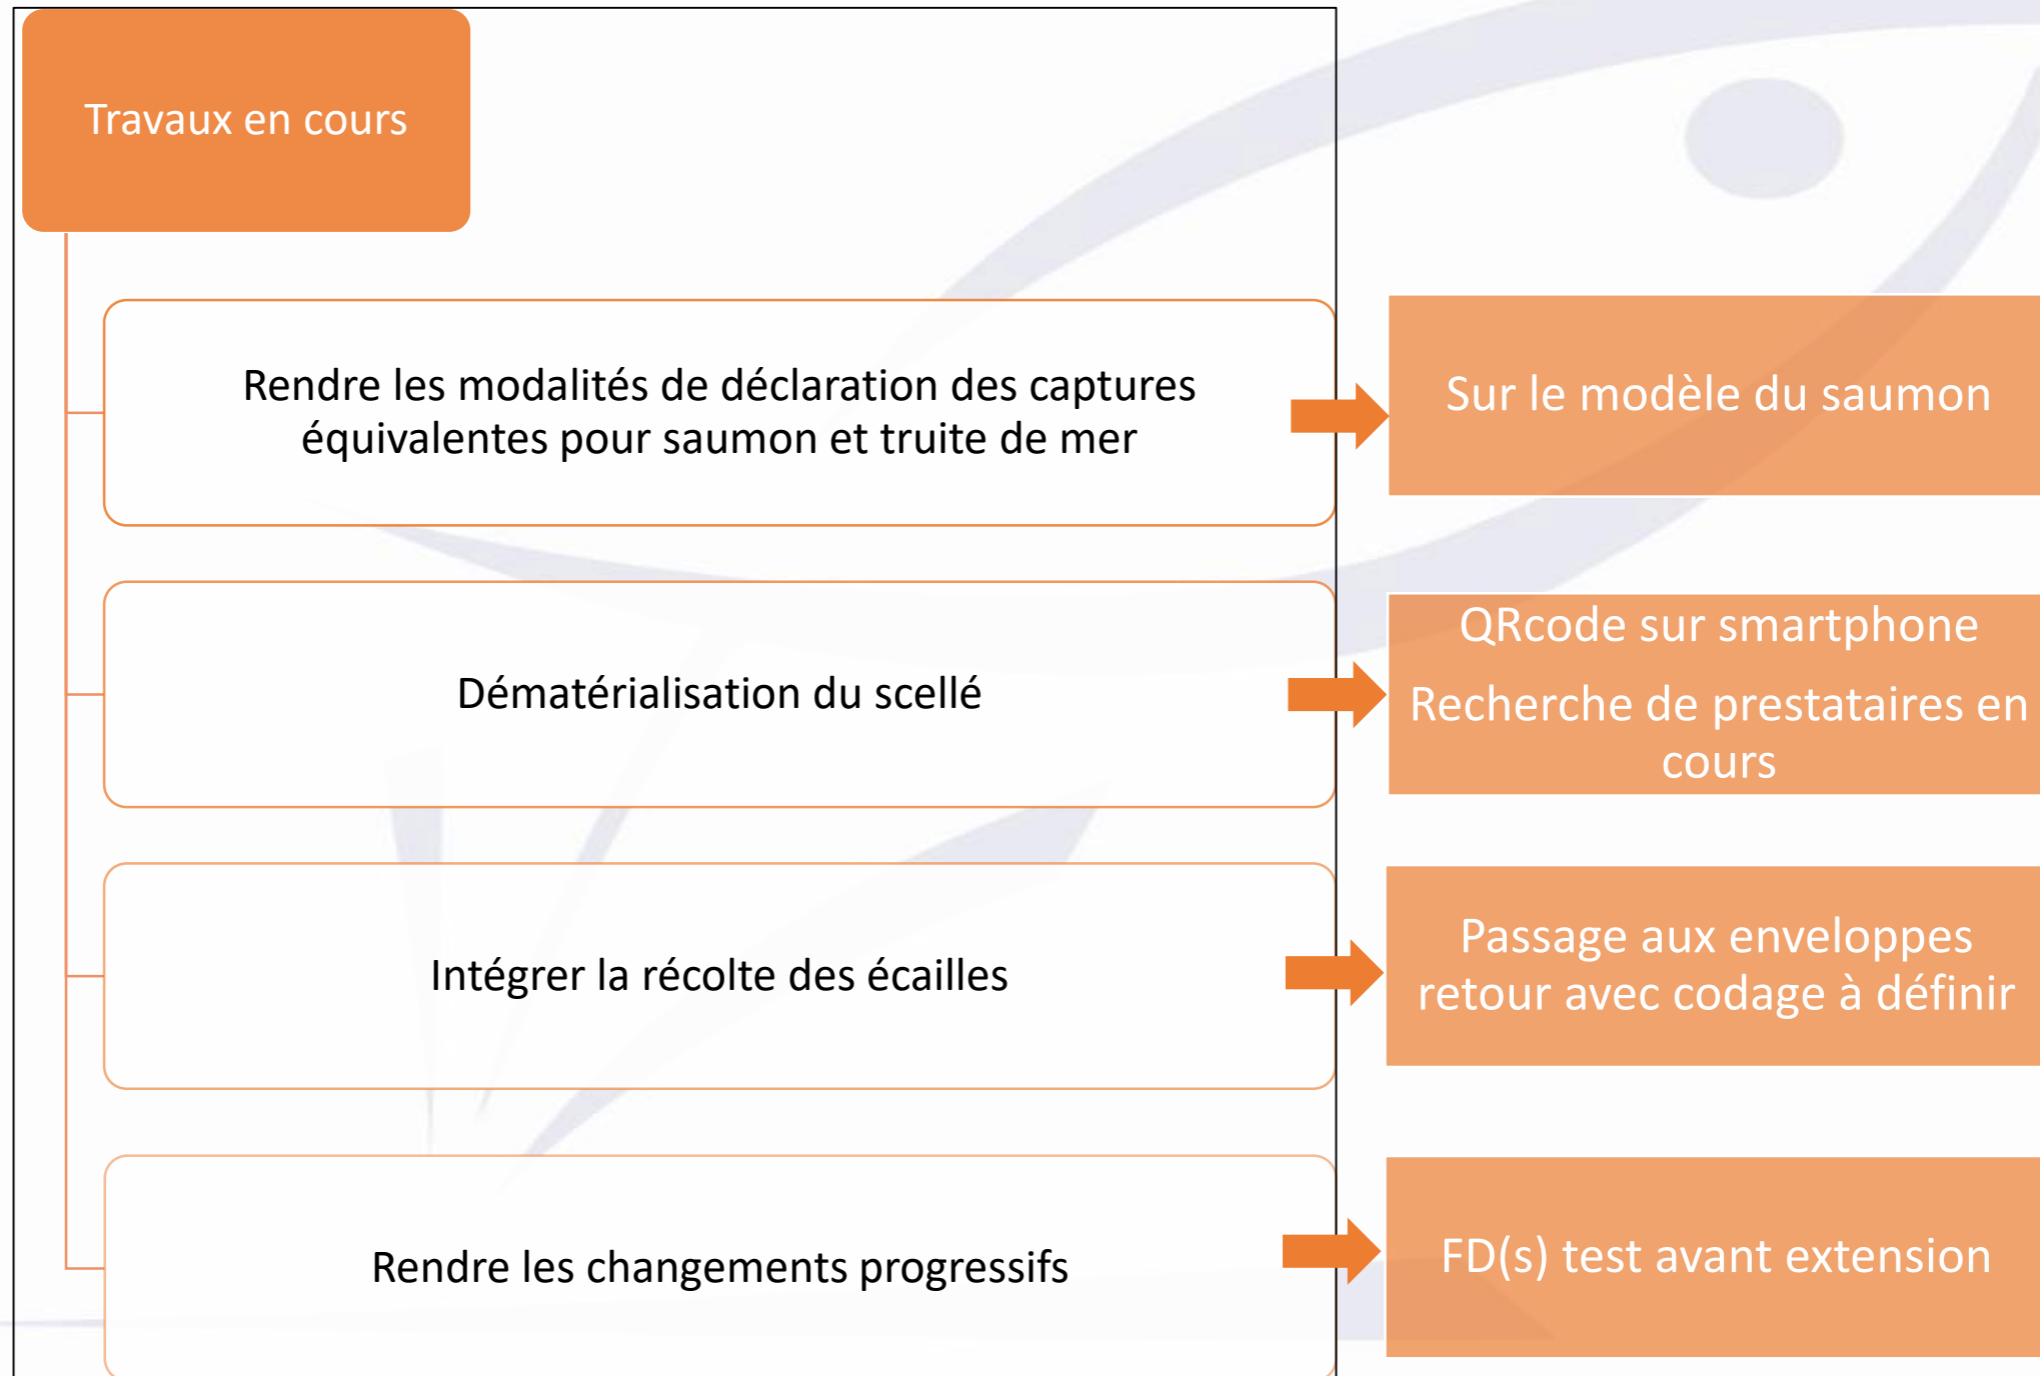 Travaux en cours
Rendre les modalités de déclaration des captures
équivalentes pour saumon et truite de mer
Sur le modèle du saumon
Dématérialisation du scellé
QRcode sur smartphone
Recherche de prestataires en
cours
Intégrer la récolte des écailles
Passage aux enveloppes
retour avec codage à définir
Rendre les changements progressifs
FD(s) test avant extension